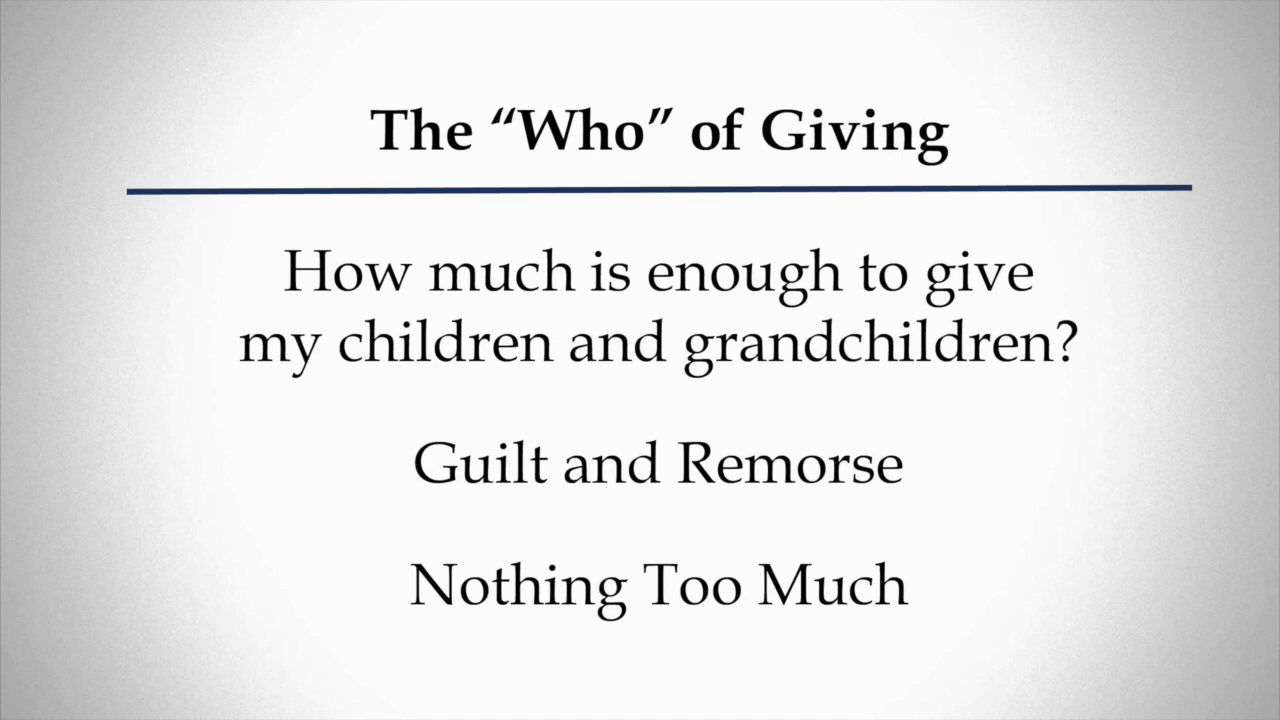 The “Who” of Giving
How much is enough to give
my children and grandchildren?
Guilt and Remorse
Nothing Too Much